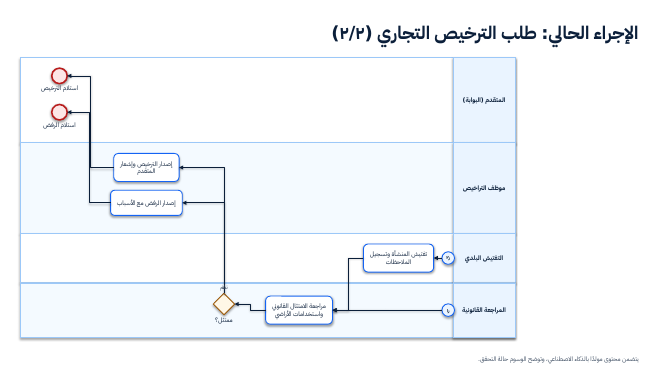 الإجراء الحالي: طلب الترخيص التجاري (٢/٢)
المتقدم (البوابة)
استلام الترخيص
استلام الرفض
موظف التراخيص
إصدار الترخيص وإشعار
المتقدم
إصدار الرفض مع الأسباب
التفتيش البلدي
تفتيش المنشأة وتسجيل
الملاحظات
المراجعة القانونية
مراجعة الامتثال القانوني
واستخدامات الأراضي
نعم
ممتثل؟
يتضمن محتوى مولدًا بالذكاء الاصطناعي، وتوضح الوسوم حالة التحقق.